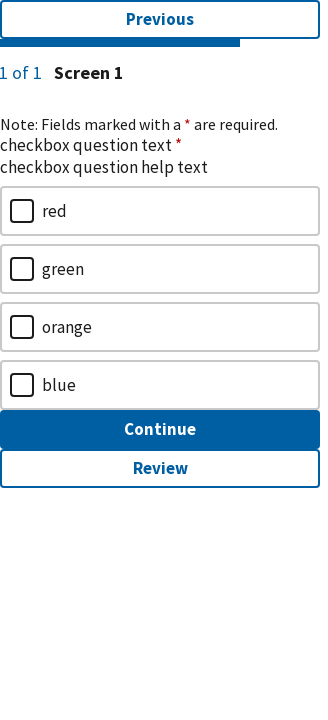 Previous
1 of 1 Screen 1
Note: Fields marked with a * are required.
checkbox question text *
checkbox question help text
red
green
orange
blue
Continue
Review